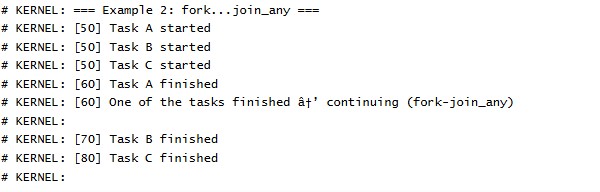 # KERNEL: === Example 2: fork...join_any ===
# KERNEL: [50] Task A started
# KERNEL: [50] Task B started
# KERNEL: [50] Task C started
# KERNEL: [60] Task A finished
# KERNEL: [60] One of the tasks finished â†’ continuing (fork-join_any)
# KERNEL:
# KERNEL: [70] Task B finished
# KERNEL: [80] Task C finished
# KERNEL: